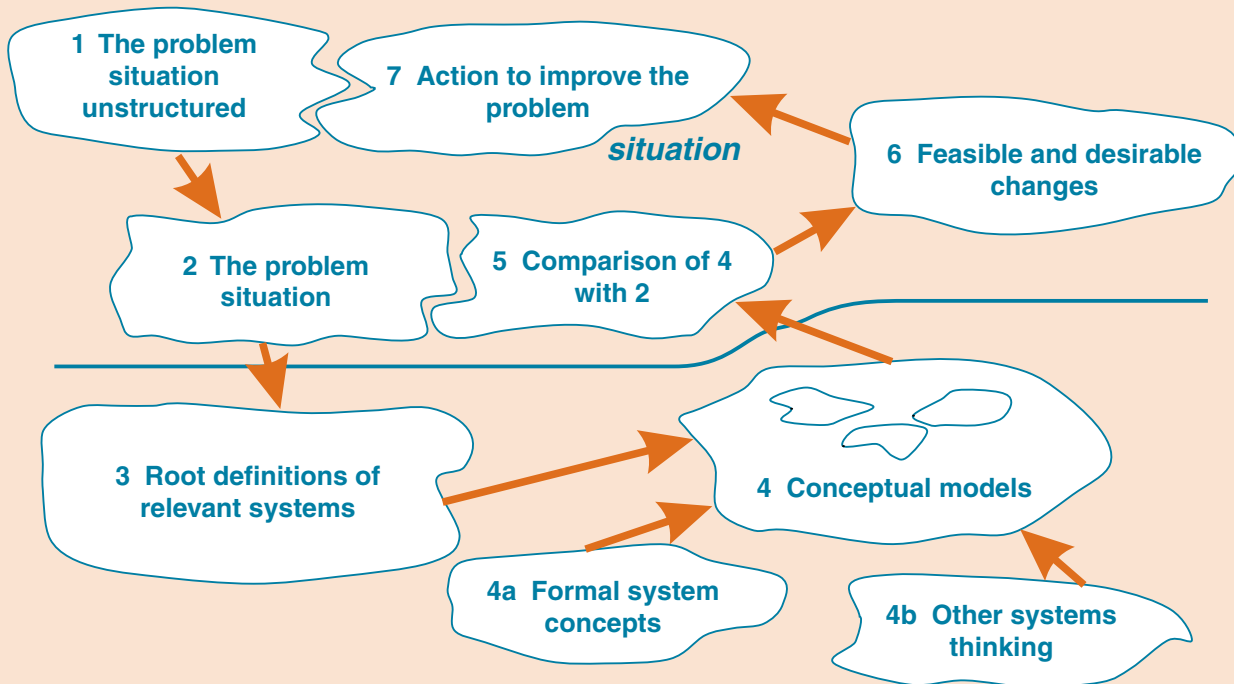 1 The problem
situation
unstructured
7 Action to improve the
problem
situation
6 Feasible and desirable
changes
2 The problem
situation
5 Comparison of 4
with 2
3 Root definitions of
relevant systems
4 Conceptual models
4a Formal system
concepts
4b Other systems
thinking